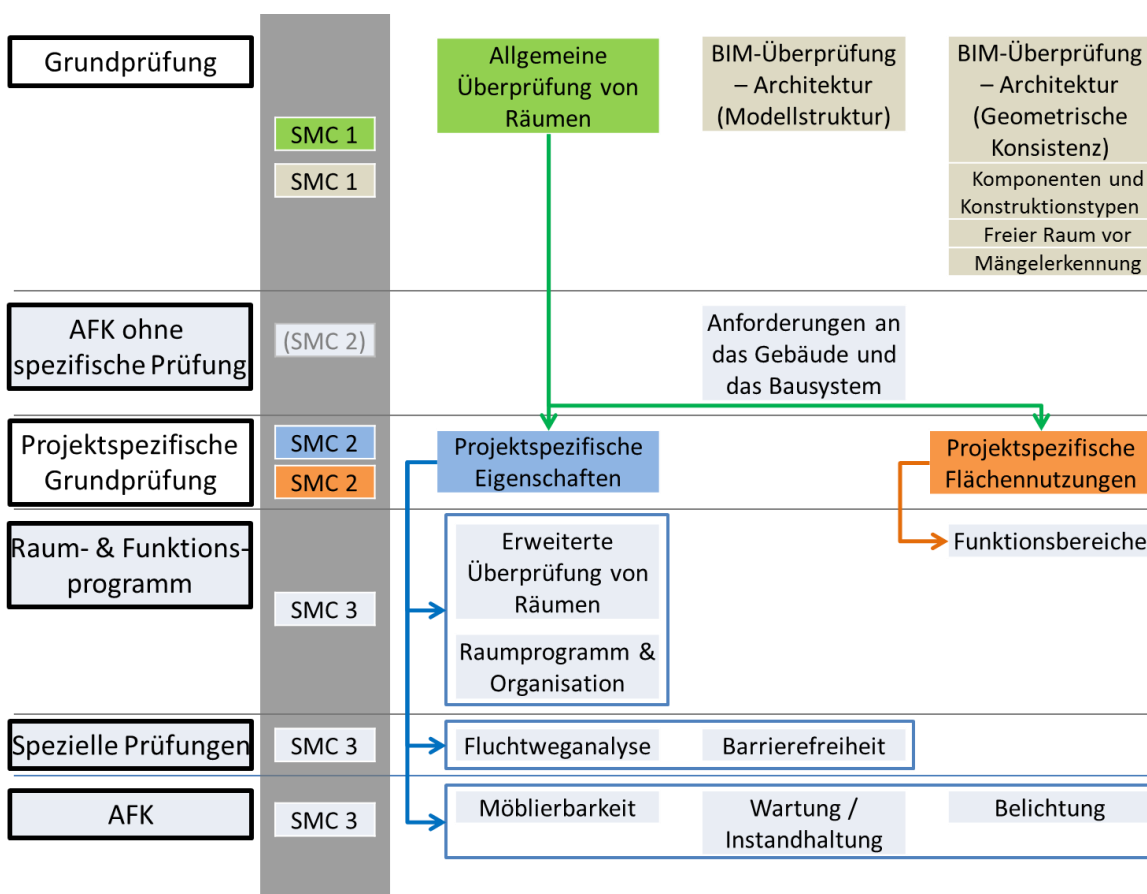 Grundprüfung
SMC 1
SMC 1
Allgemeine
Überprüfung von
Räumen
BIM-Überprüfung
– Architektur
(Modellstruktur)
BIM-Überprüfung
– Architektur
(Geometrische
Konsistenz)
Komponenten und
Konstruktionstypen
Freier Raum vor
Mängelerkennung
AFK ohne
spezifische Prüfung
(SMC 2)
Anforderungen an
das Gebäude und
das Bausystem
Projektspezifische
Grundprüfung
SMC 2
SMC 2
Projektspezifische
Eigenschaften
Projektspezifische
Flächennutzungen
Raum- & Funktions-
programm
SMC 3
Erweiterte
Überprüfung von
Räumen
Raumprogramm &
Organisation
Funktionsbereiche
Spezielle Prüfungen
SMC 3
Fluchtweganalyse
Barrierefreiheit
AFK
SMC 3
Möblierbarkeit
Wartung /
Instandhaltung
Belichtung